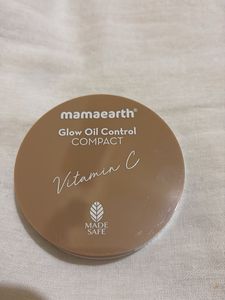 mamaearth®
Glow Oil Control
COMPACT
Vitamin C
MADE
SAFE